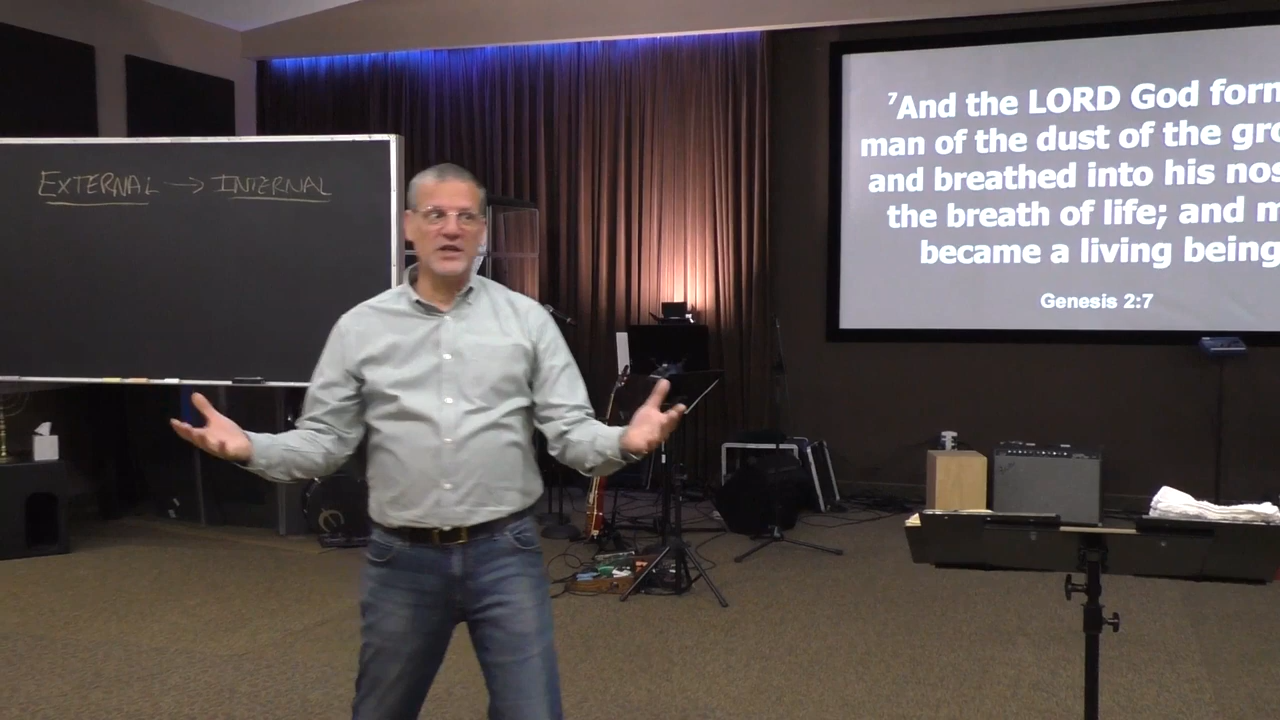 EXTERNAL → INTERNAL
7And the LORD God form
man of the dust of the gro
and breathed into his nos
the breath of life; and m
became a living being
Genesis 2:7